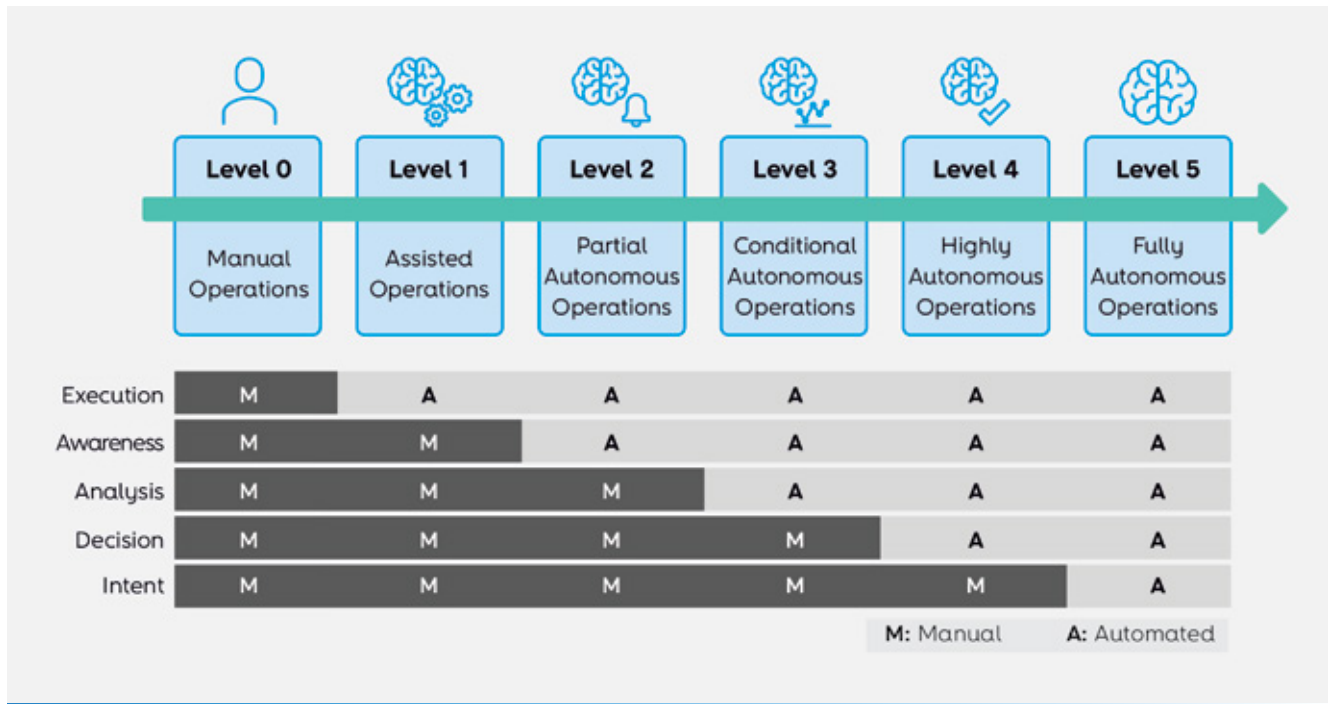 Level 0 Level 1 Level 2 Level 3 Level 4 Level 5
Manual
Operations
Assisted
Operations
Partial
Autonomous
Operations
Conditional
Autonomous
Operations
Highly
Autonomous
Operations
Fully
Autonomous
Operations
Execution M A A A A A
Awareness M M A A A A
Analysis M M M A A A
Decision M M M M A A
Intent M M M M M A
M: Manual A: Automated